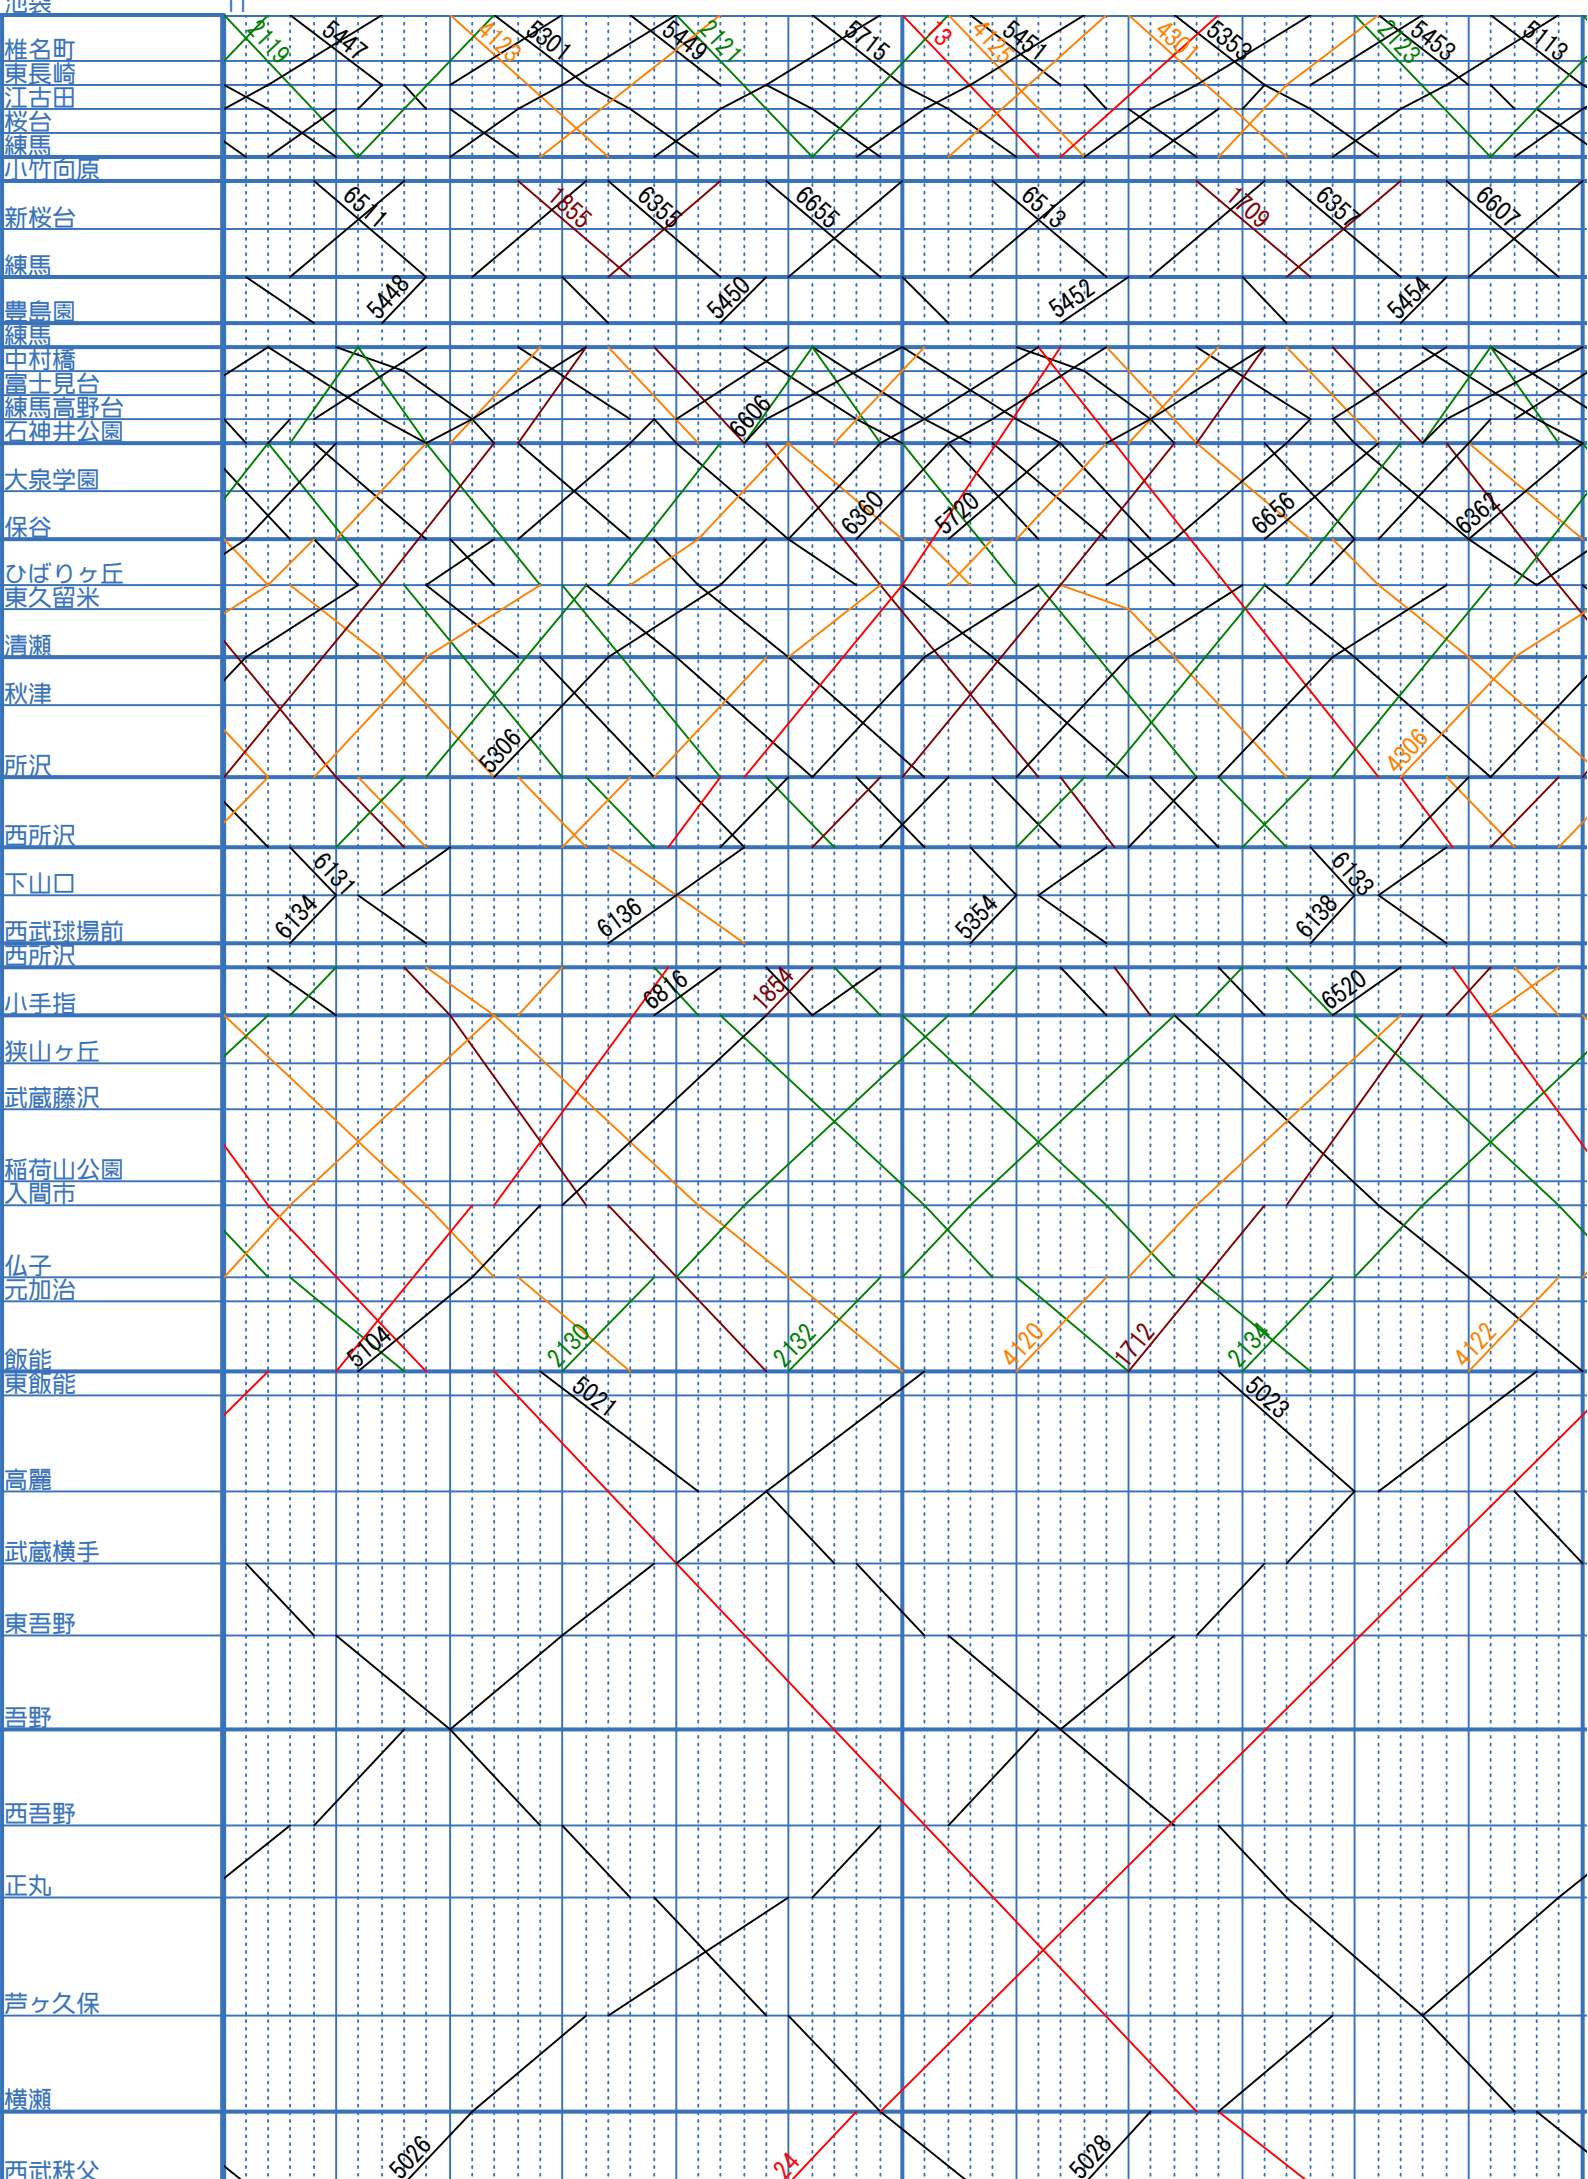 池袋 11
椎名町
東長崎
江古田
桜台
練馬
2119 5447 4123 5301 5449 2121 5715 13 4125 5451 4301 5353 2123 5453 5113
小竹向原
新桜台
練馬
6511 1855 6355 6655 6513 1709 6357 6607
豊島園
5448 5450 5452 5454
練馬
中村橋
富士見台
練馬高野台
石神井公園
6606
大泉学園
保谷
6360 5720 6656 6362
ひばりヶ丘
東久留米
清瀬
秋津
所沢
5306 4306
西所沢
下山口
6131 6133
西武球場前
6134 6136 5354 6138
西所沢
小手指
6816 1854 6520
狭山ヶ丘
武蔵藤沢
稲荷山公園
入間市
仏子
元加治
飯能
5104 2130 2132 4120 1712 2134 4122
東飯能
5021 5023
高麗
武蔵横手
東吾野
吾野
西吾野
正丸
芦ヶ久保
横瀬
西武秩父
5026 24 5028